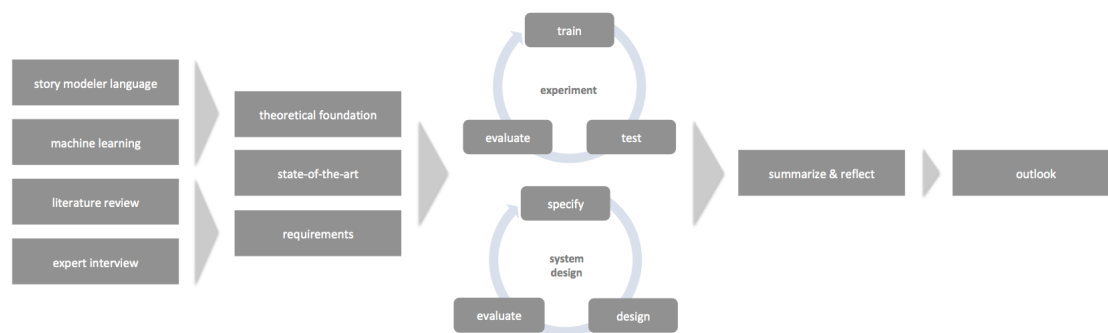 story modeler language
machine learning
literature review
expert interview
theoretical foundation
state-of-the-art
requirements
train
experiment
evaluate
test
specify
system
design
evaluate
design
summarize & reflect
outlook